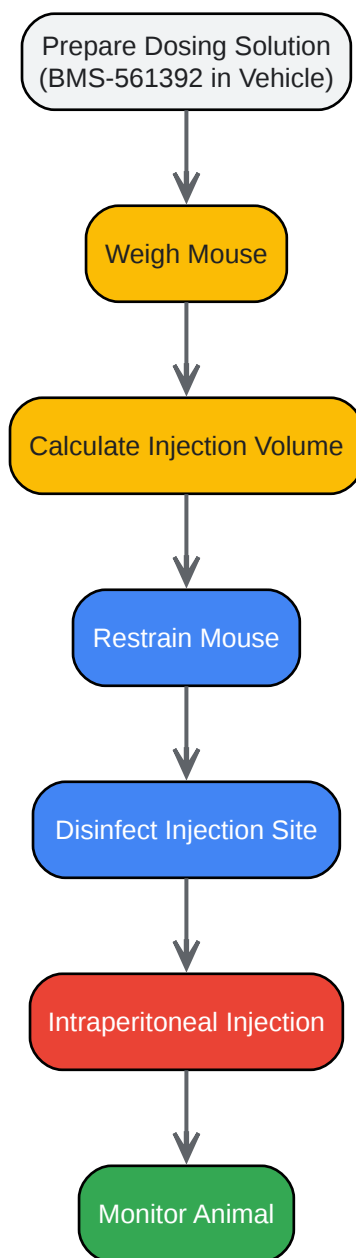 Prepare Dosing Solution
(BMS-561392 in Vehicle)
Weigh Mouse
Calculate Injection Volume
Restrain Mouse
Disinfect Injection Site
Intraperitoneal Injection
Monitor Animal